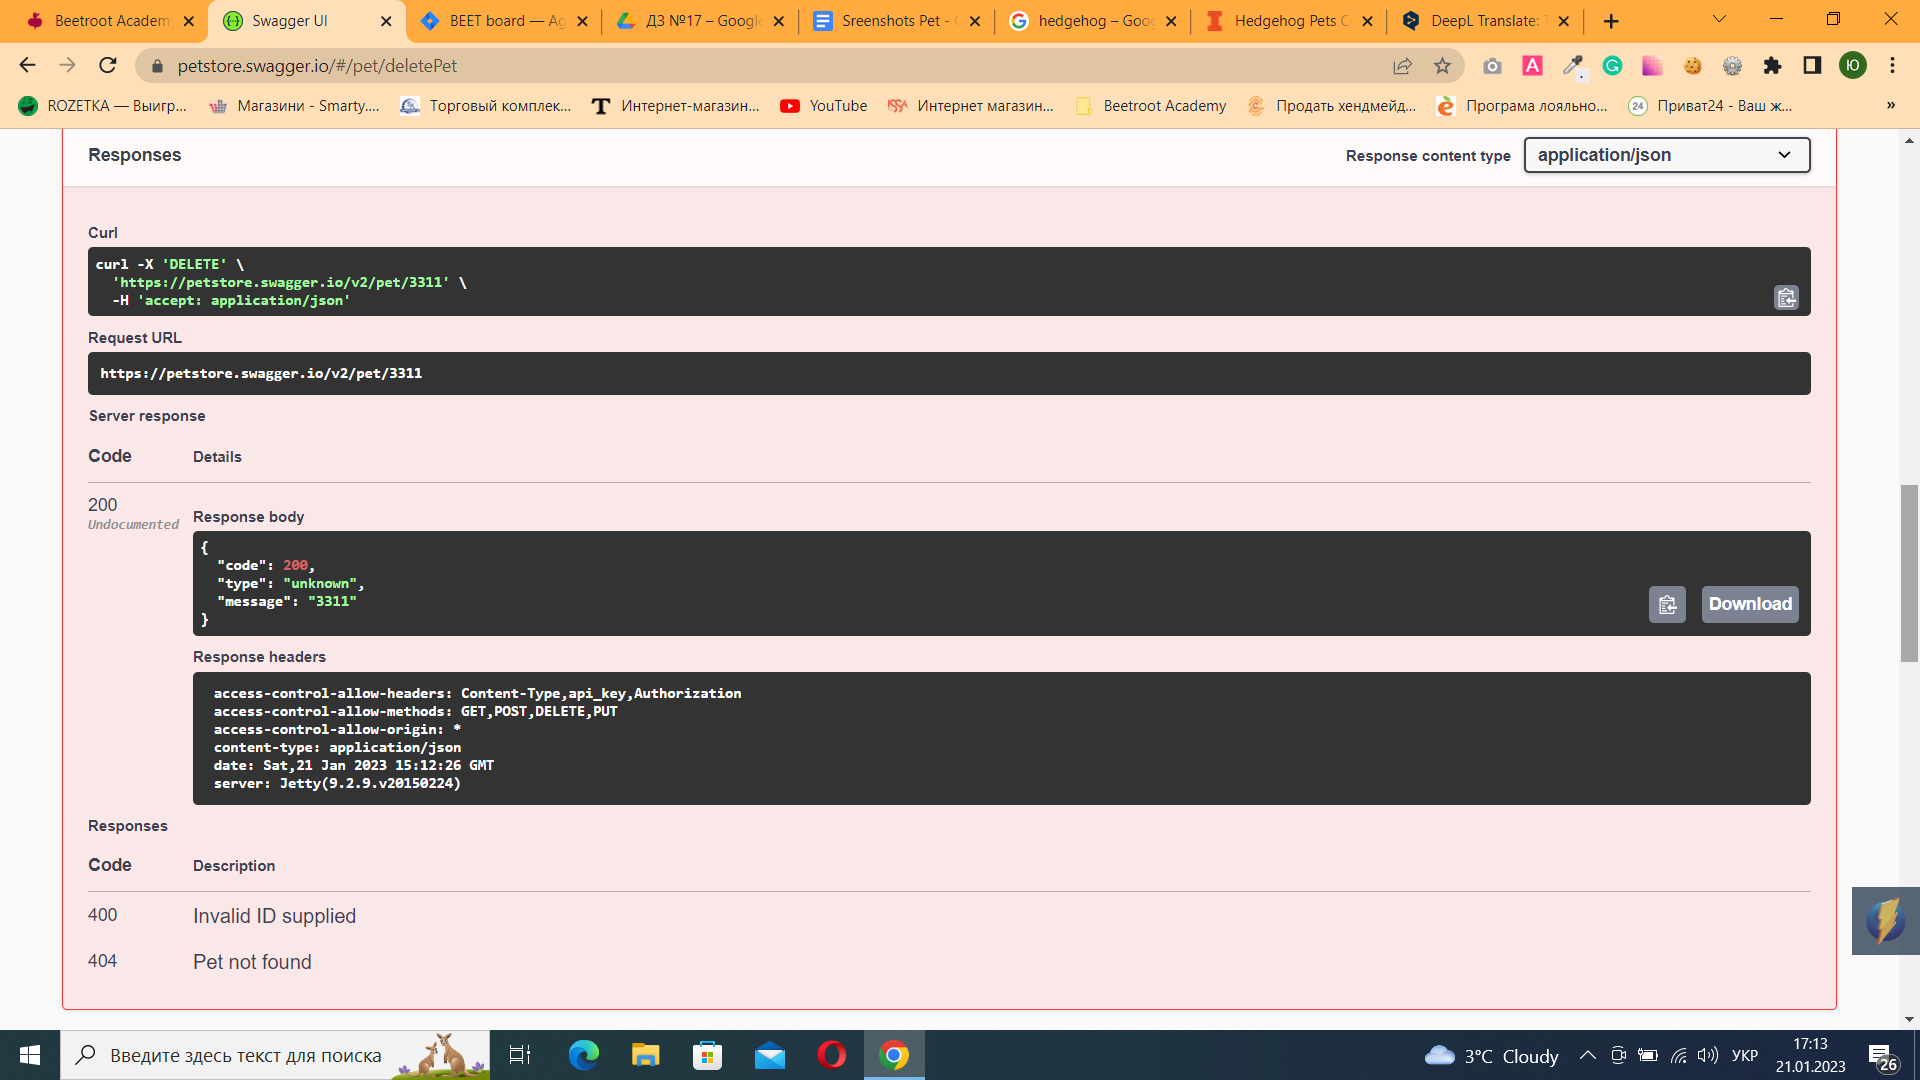 Beetroot Academ
Swagger UI
BEET board — Ag
ДЗ №17 – Google
Sreenshots Pet -
hedgehog – Goo
Hedgehog Pets C
DeepL Translate:
petstore.swagger.io/#/pet/deletePet
Ю
ROZETKA — Выигр...
Магазини - Smarty....
Торговый комплек...
Интернет-магазин...
YouTube
Интернет магазин...
Beetroot Academy
Продать хендмейд...
Програма лояльно...
24
Приват24 - Ваш ж...
»
Responses
Response content type
application/json
Curl
curl -X 'DELETE' \
'https://petstore.swagger.io/v2/pet/3311' \
-H 'accept: application/json'
Request URL
https://petstore.swagger.io/v2/pet/3311
Server response
Code
Details
200
Undocumented
Response body
{
"code": 200,
"type": "unknown",
"message": "3311"
}
Download
Response headers
access-control-allow-headers: Content-Type,api_key,Authorization
access-control-allow-methods: GET,POST,DELETE,PUT
access-control-allow-origin: *
content-type: application/json
date: Sat,21 Jan 2023 15:12:26 GMT
server: Jetty(9.2.9.v20150224)
Responses
Code
Description
400
Invalid ID supplied
404
Pet not found
Введите здесь текст для поиска
3°C Cloudy
УКР
17:13
21.01.2023
26